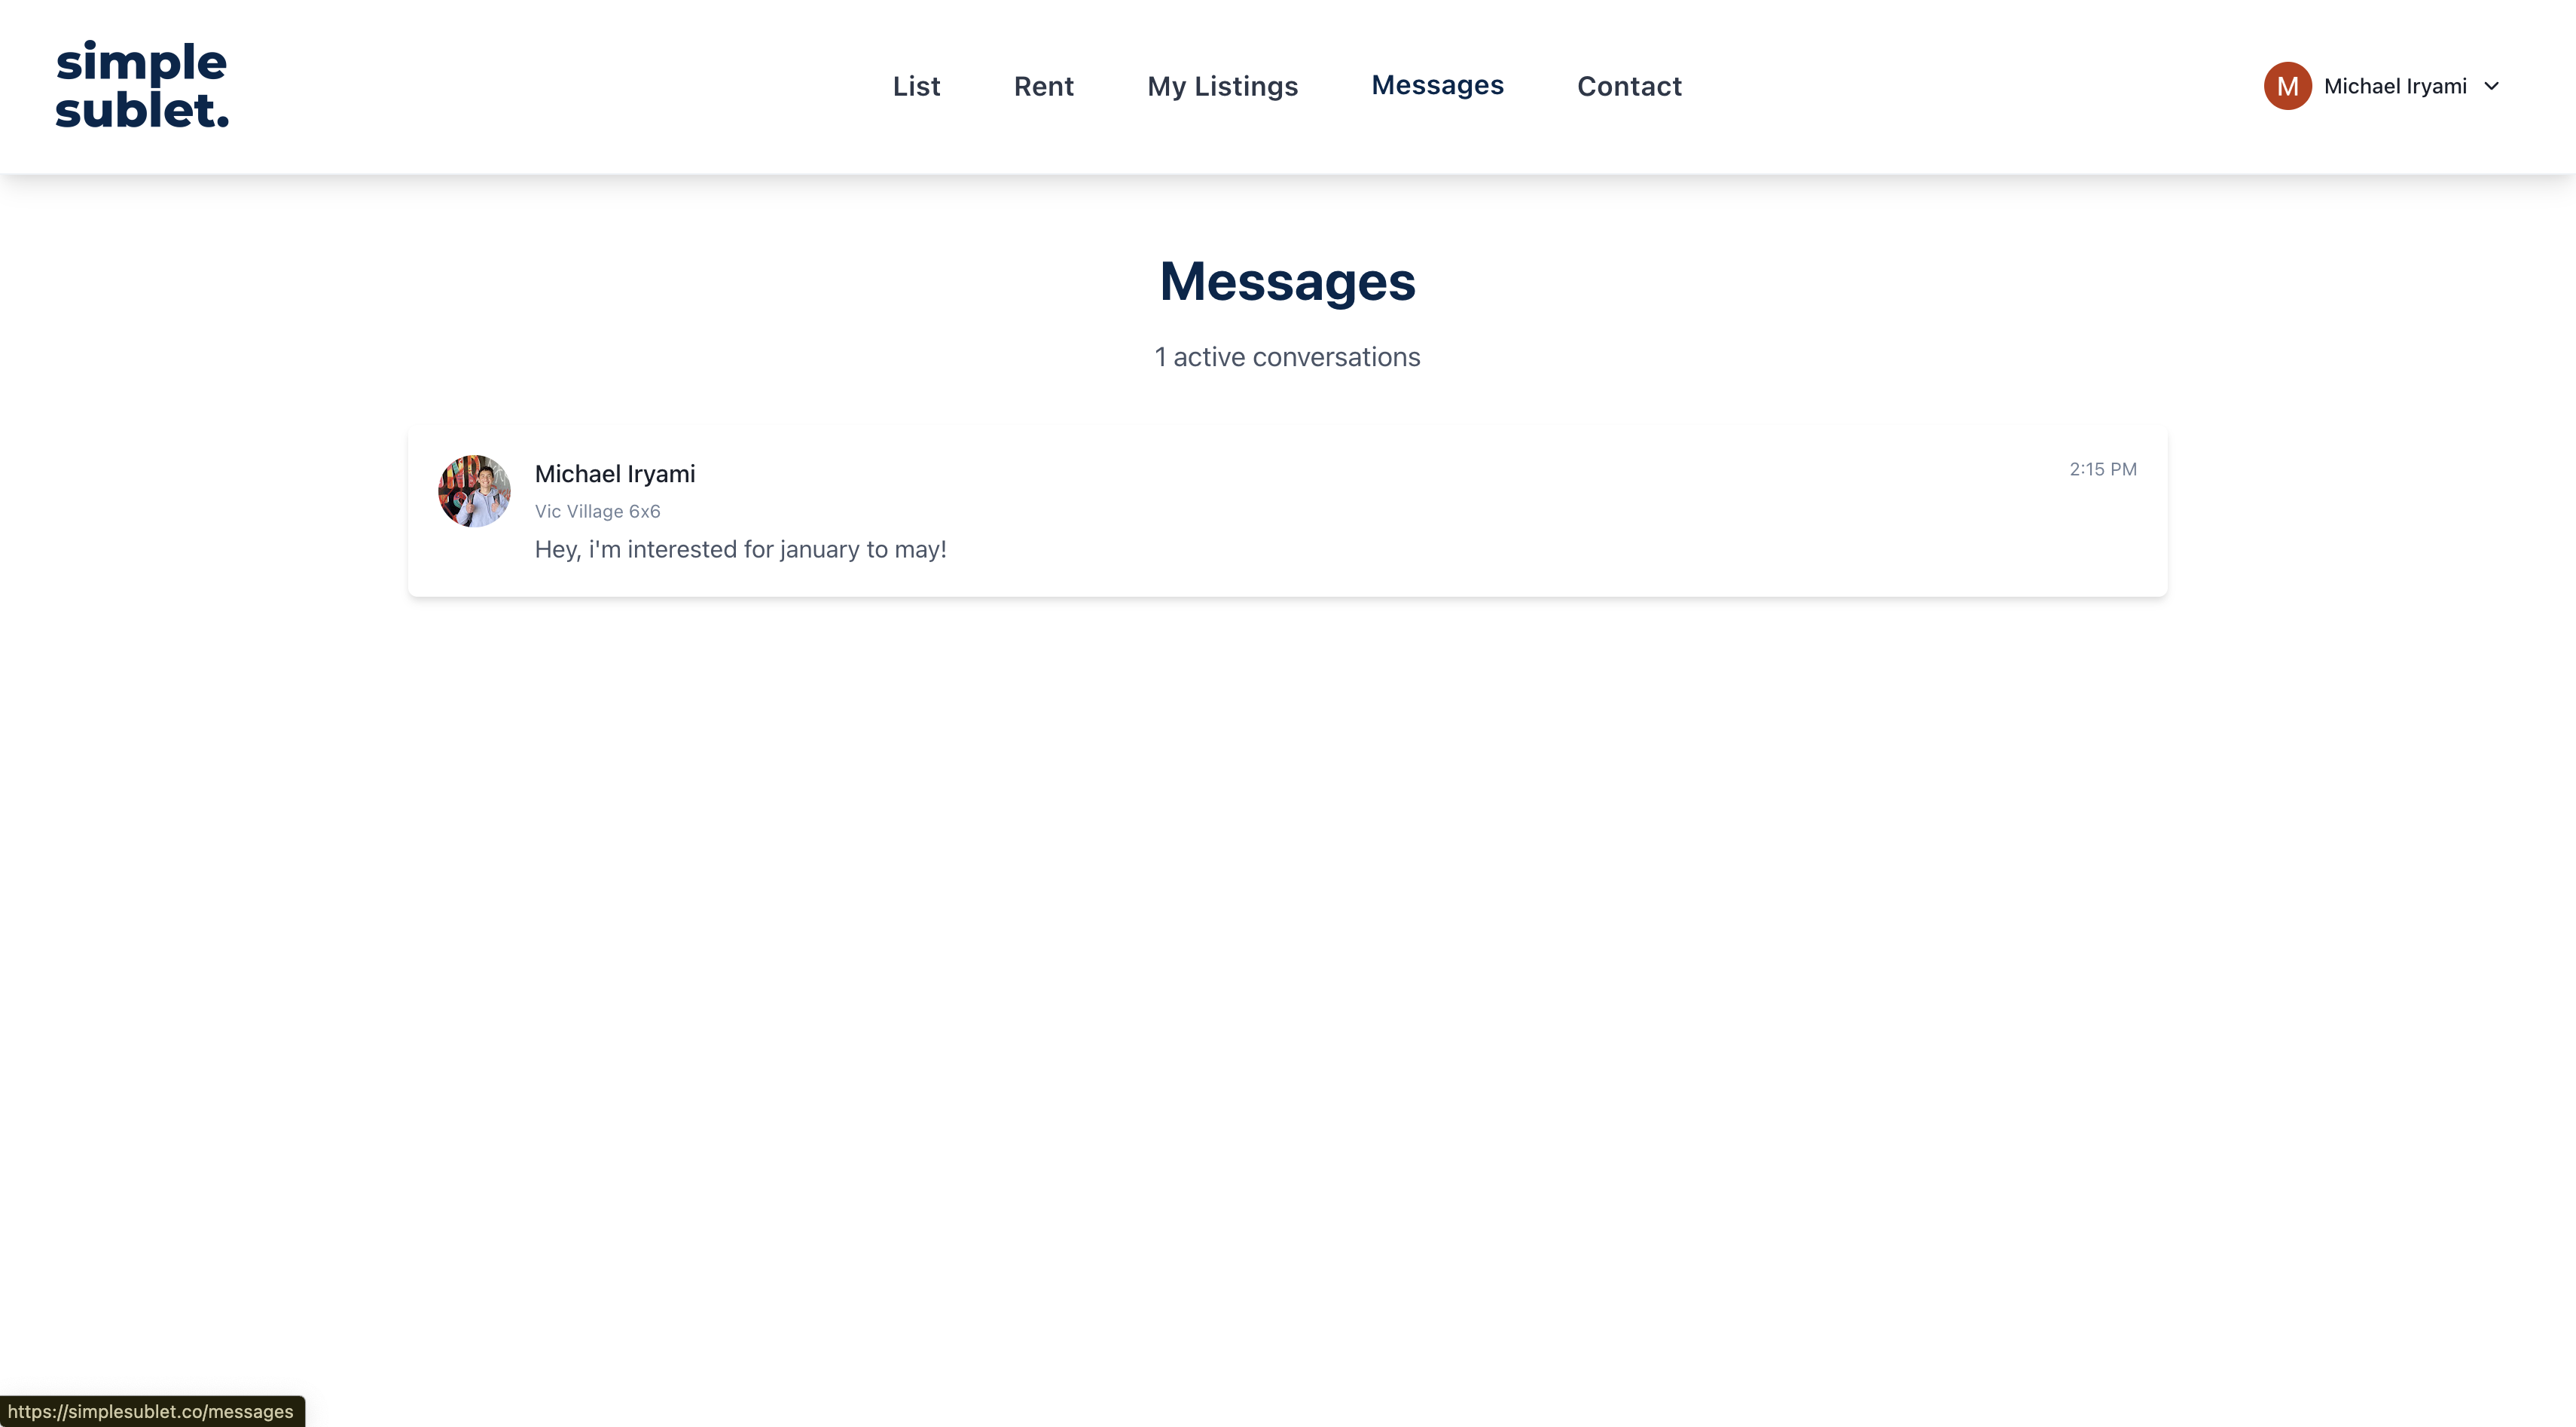 simple
sublet.
List
Rent
My Listings
Messages
Contact
M
Michael Iryami
Messages
1 active conversations
Michael Iryami
2:15 PM
Vic Village 6x6
Hey, i'm interested for january to may!
https://simplesublet.co/messages